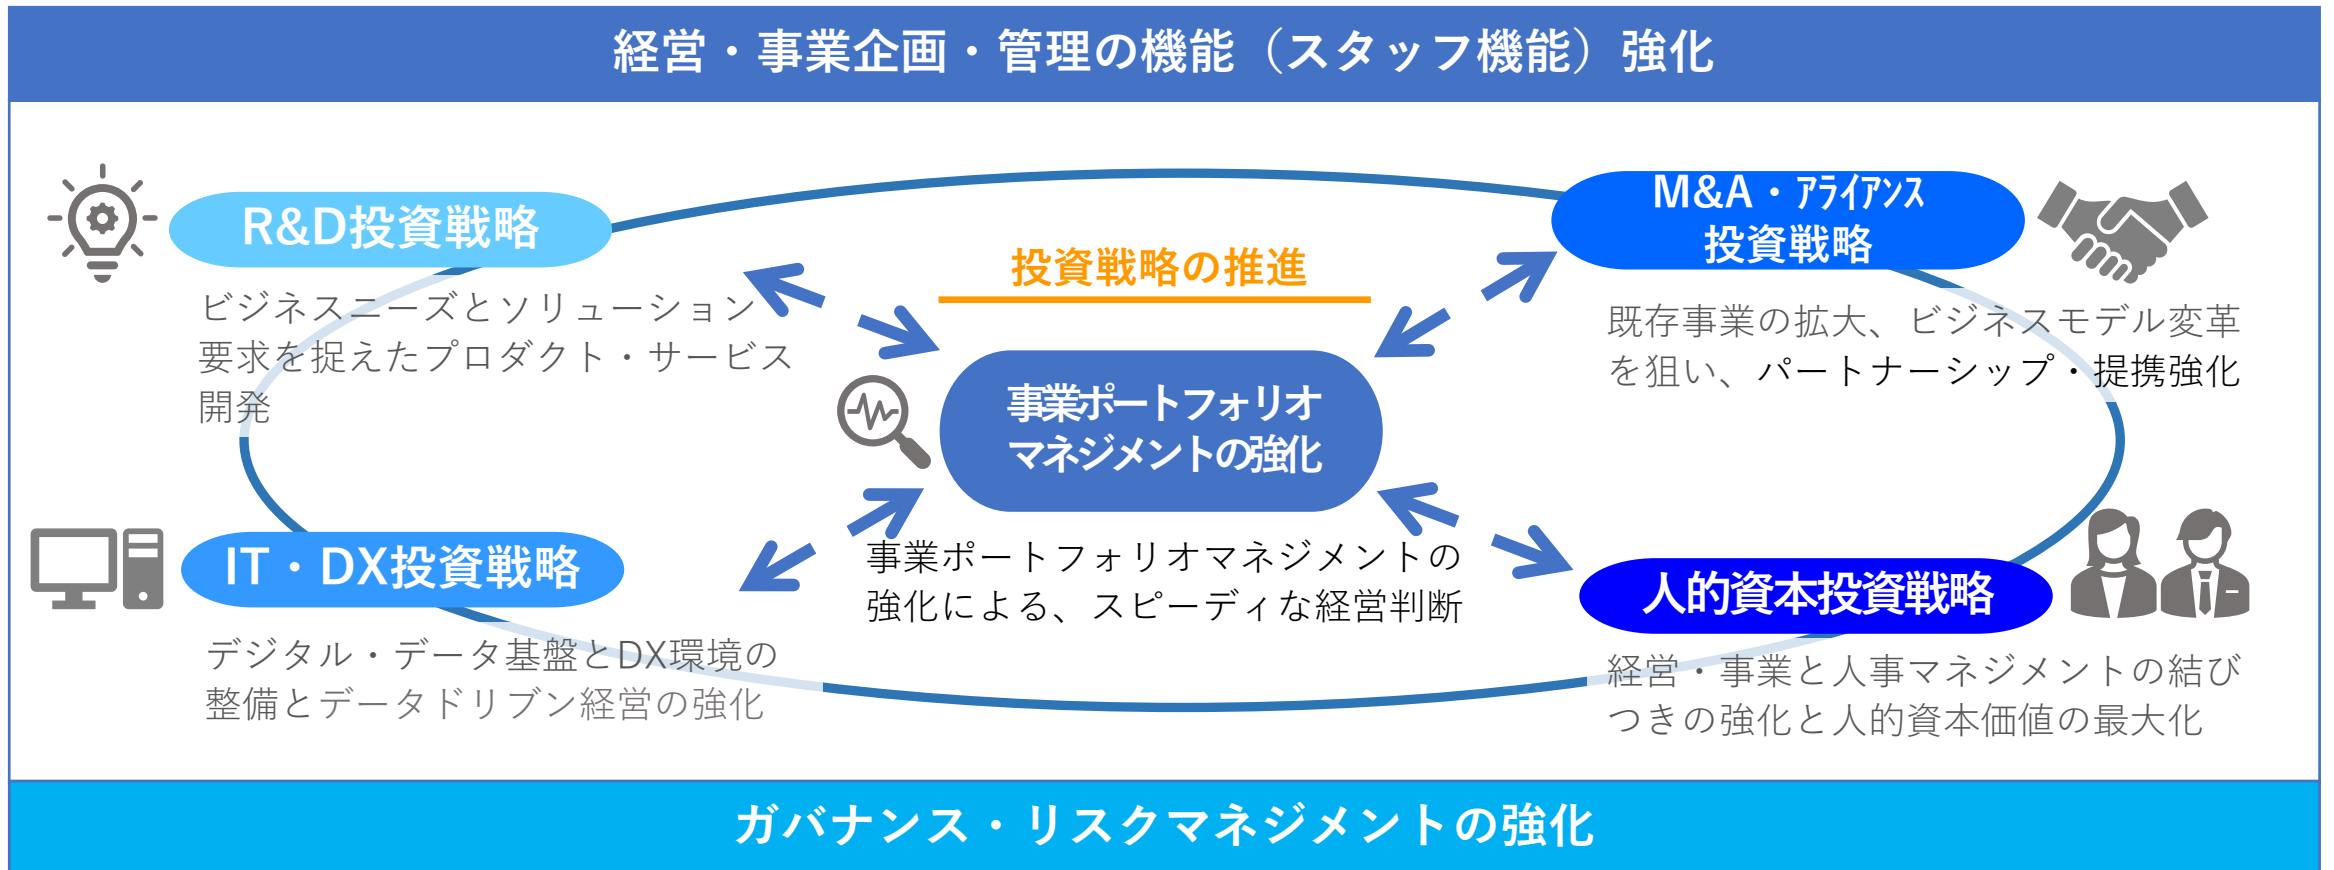 経営・事業企画・管理の機能（スタッフ機能）強化
R&D投資戦略
ビジネスニーズとソリューション
要求を捉えたプロダクト・サービス
開発
投資戦略の推進
M&A・ｱﾗｲｱﾝｽ
投資戦略
既存事業の拡大、ビジネスモデル変革
を狙い、パートナーシップ・提携強化
事業ポートフォリオ
マネジメントの強化
事業ポートフォリオマネジメントの
強化による、スピーディな経営判断
IT・DX投資戦略
デジタル・データ基盤とDX環境の
整備とデータドリブン経営の強化
人的資本投資戦略
経営・事業と人事マネジメントの結び
つきの強化と人的資本価値の最大化
ガバナンス・リスクマネジメントの強化